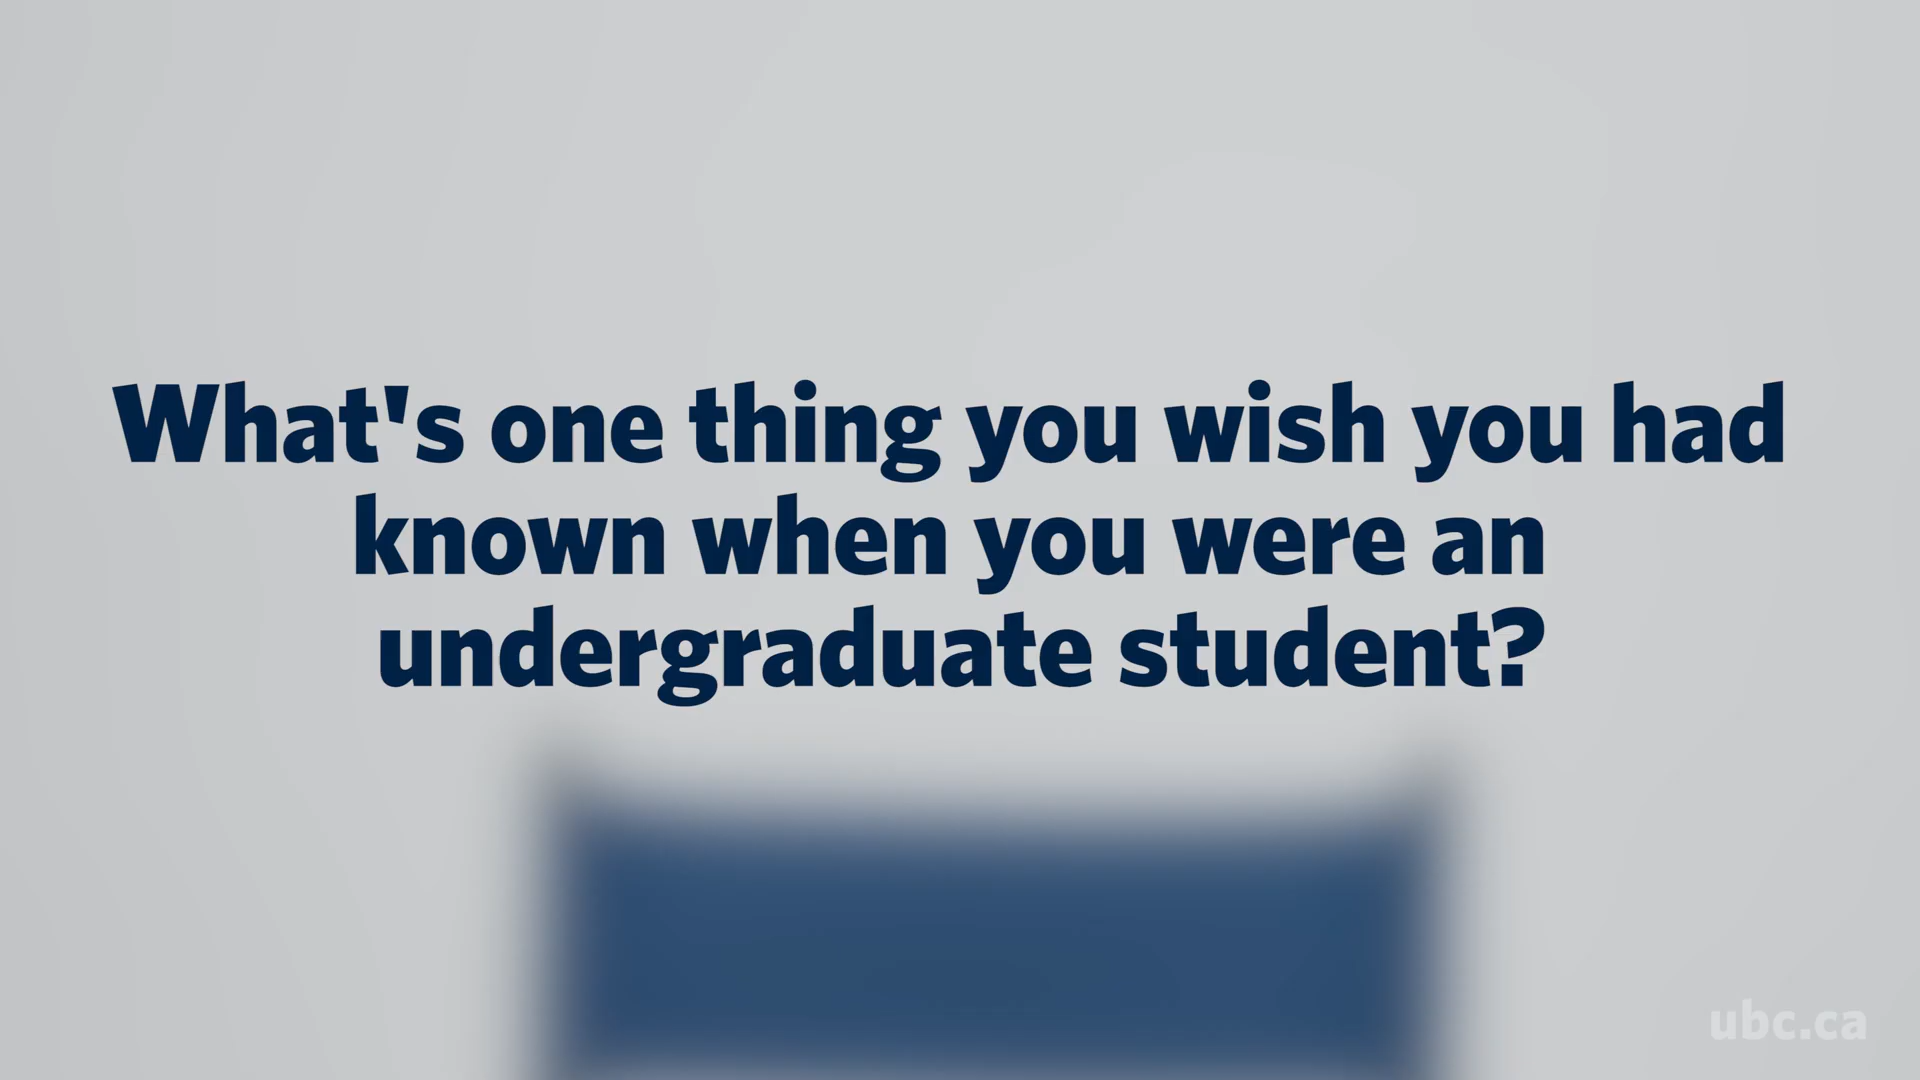 What's one thing you wish you had
known when you were an
undergraduate student?
ubc.ca